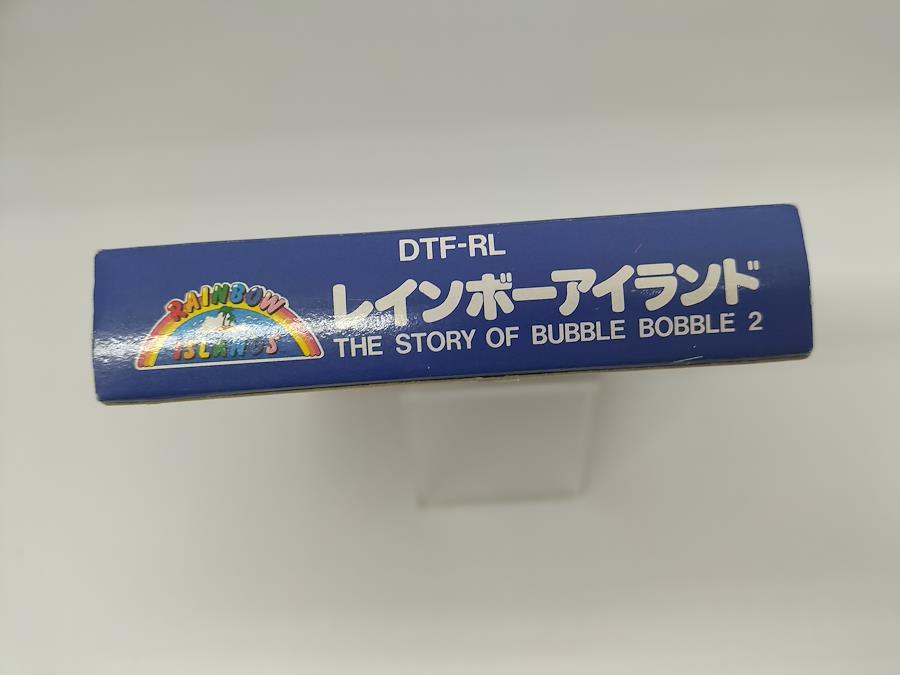 DTF-RL
RAINBOW
ISLANDS
レインボーアイランド
THE STORY OF BUBBLE BOBBLE 2